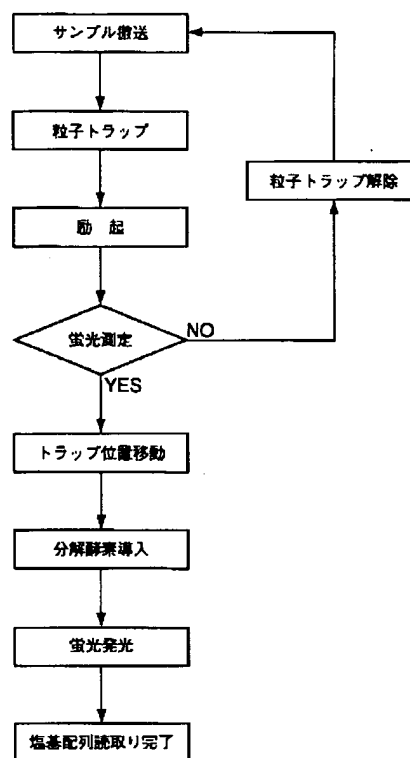 サンプル搬送
粒子トラップ
粒子トラップ解除
励 起
蛍光測定
NO
YES
トラップ位置移動
分解酵素導入
蛍光発光
塩基配列読取り完了